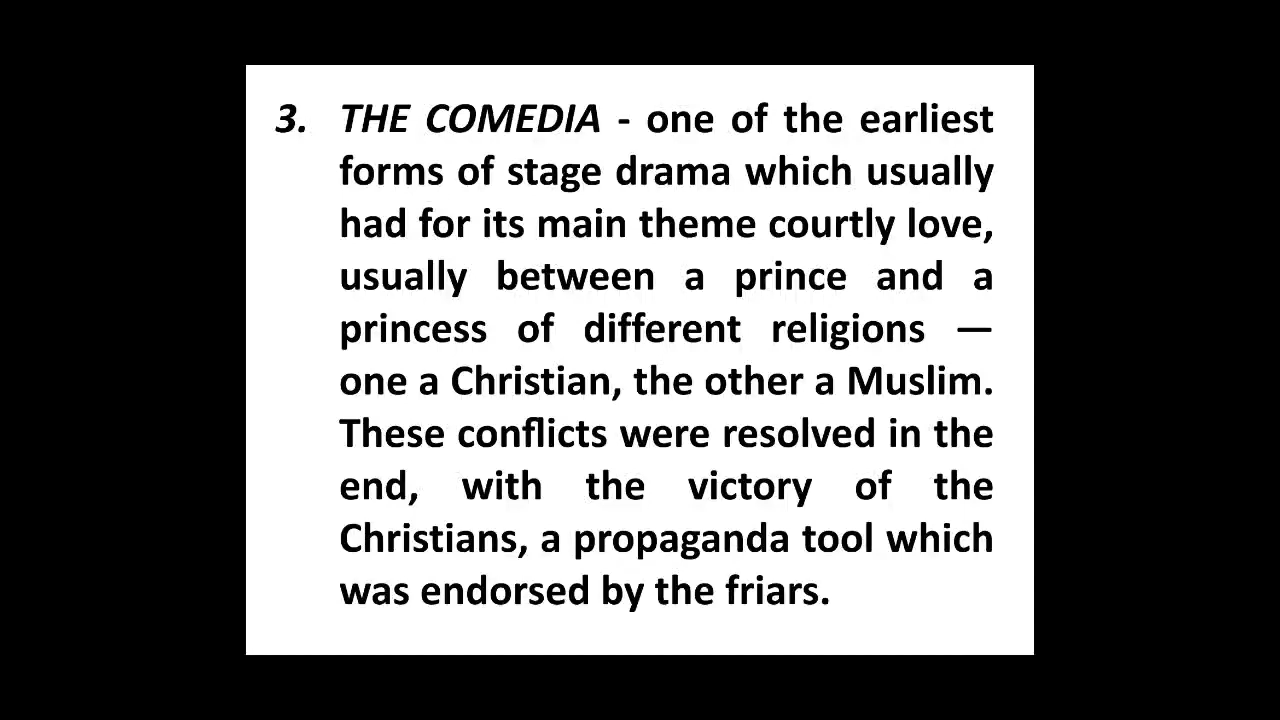 3. THE COMEDIA - one of the earliest
forms of stage drama which usually
had for its main theme courtly love,
usually between a prince and a
princess of different religions —
one a Christian, the other a Muslim.
These conflicts were resolved in the
end, with the victory of the
Christians, a propaganda tool which
was endorsed by the friars.